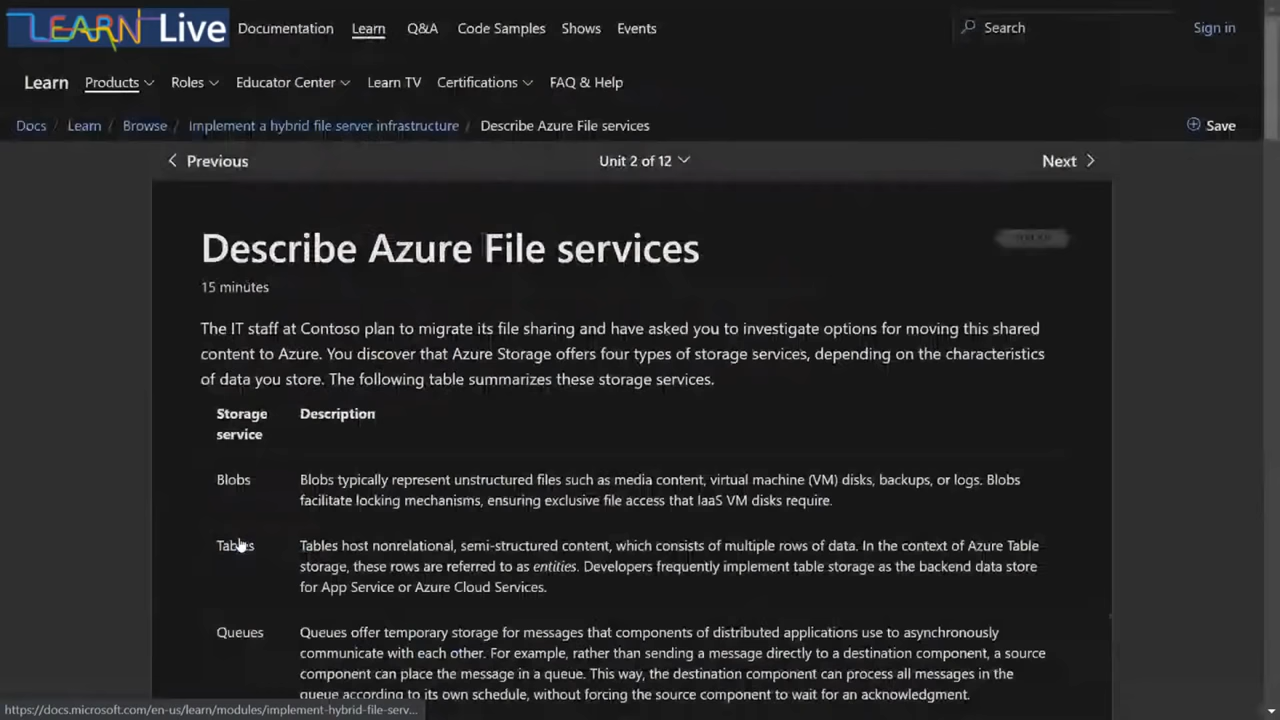 LEARN Live Documentation Learn Q&A Code Samples Shows Events Search Sign in
Learn Products Roles Educator Center Learn TV Certifications FAQ & Help
Docs / Learn / Browse / Implement a hybrid file server infrastructure / Describe Azure File services Save
Previous Unit 2 of 12 Next
Describe Azure File services
15 minutes
The IT staff at Contoso plan to migrate its file sharing and have asked you to investigate options for moving this shared
content to Azure. You discover that Azure Storage offers four types of storage services, depending on the characteristics
of data you store. The following table summarizes these storage services.
Storage Description
service
Blobs Blobs typically represent unstructured files such as media content, virtual machine (VM) disks, backups, or logs. Blobs
facilitate locking mechanisms, ensuring exclusive file access that IaaS VM disks require.
Tables Tables host nonrelational, semi-structured content, which consists of multiple rows of data. In the context of Azure Table
storage, these rows are referred to as entities. Developers frequently implement table storage as the backend data store
for App Service or Azure Cloud Services.
Queues Queues offer temporary storage for messages that components of distributed applications use to asynchronously
communicate with each other. For example, rather than sending a message directly to a destination component, a source
component can place the message in a queue. This way, the destination component can process all messages in the
queue according to its own schedule, without forcing the source component to wait for an acknowledgment.
https://docs.microsoft.com/en-us/learn/modules/implement-hybrid-file-serv...